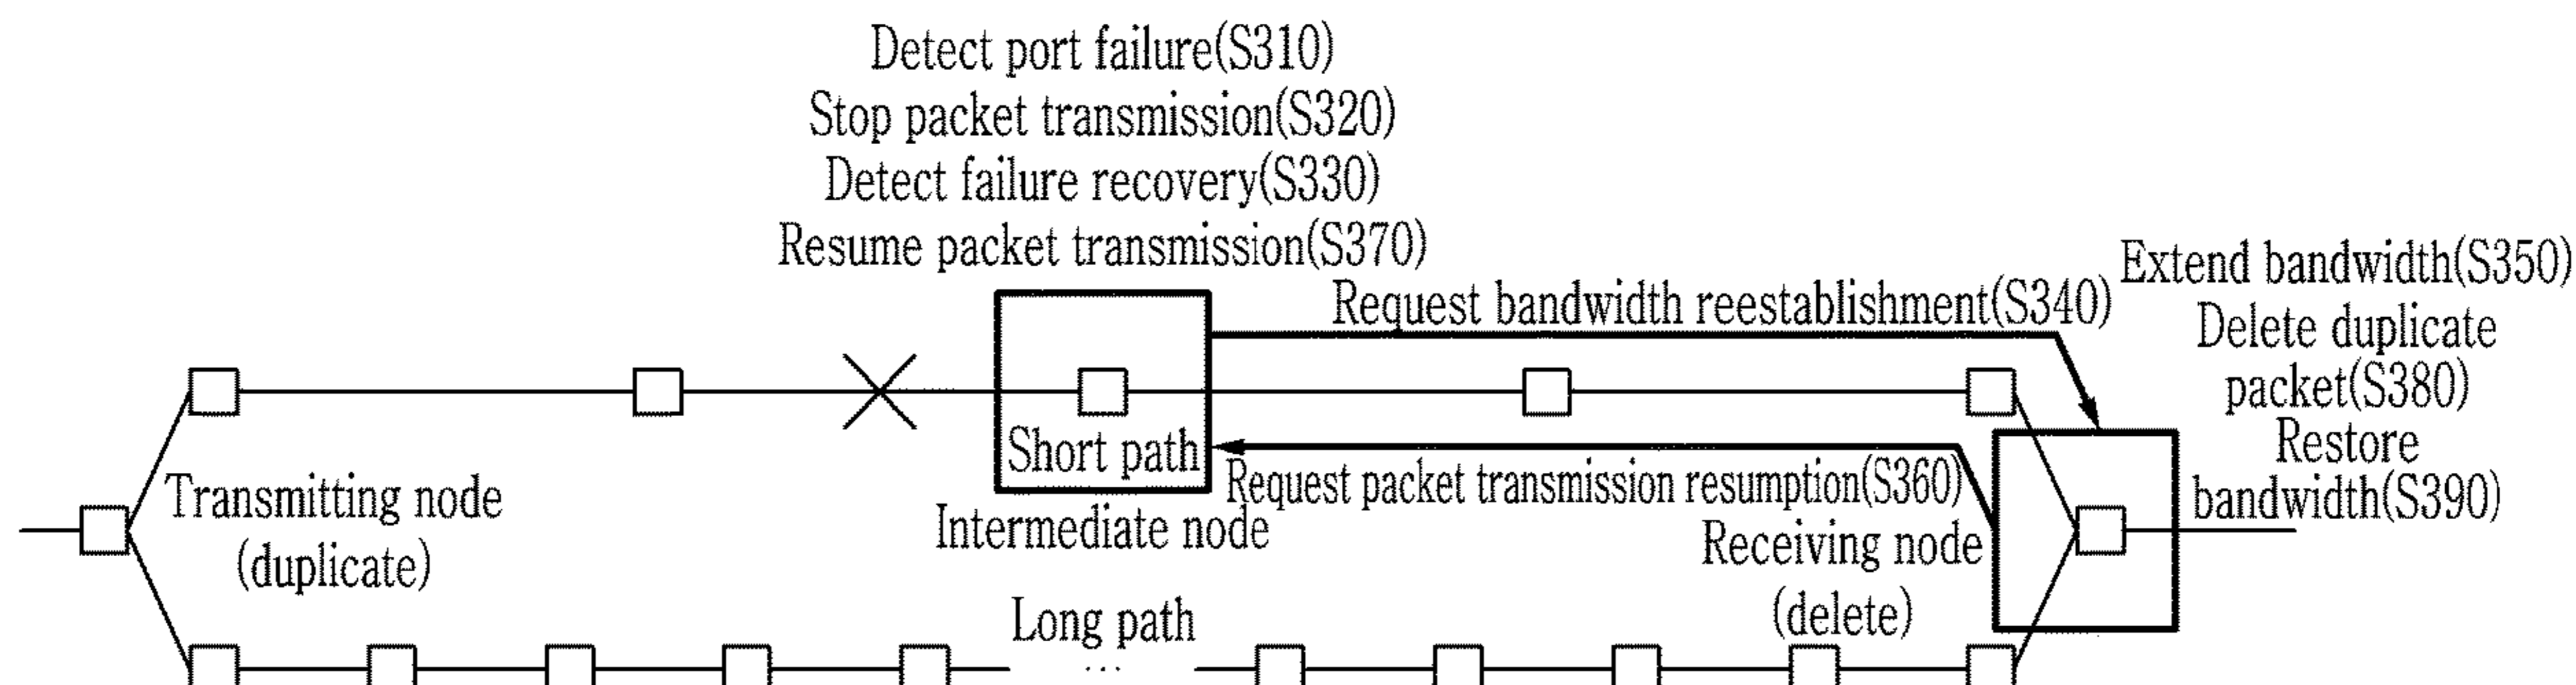 Detect port failure(S310)
Stop packet transmission(S320)
Detect failure recovery(S330)
Resume packet transmission(S370)
Extend bandwidth(S350)
Request bandwidth reestablishment(S340)
Delete duplicate
packet(S380)
Restore
bandwidth(S390)
Short path
Request packet transmission resumption(S360)
Transmitting node
(duplicate)
Intermediate node
Receiving node
(delete)
Long path
...